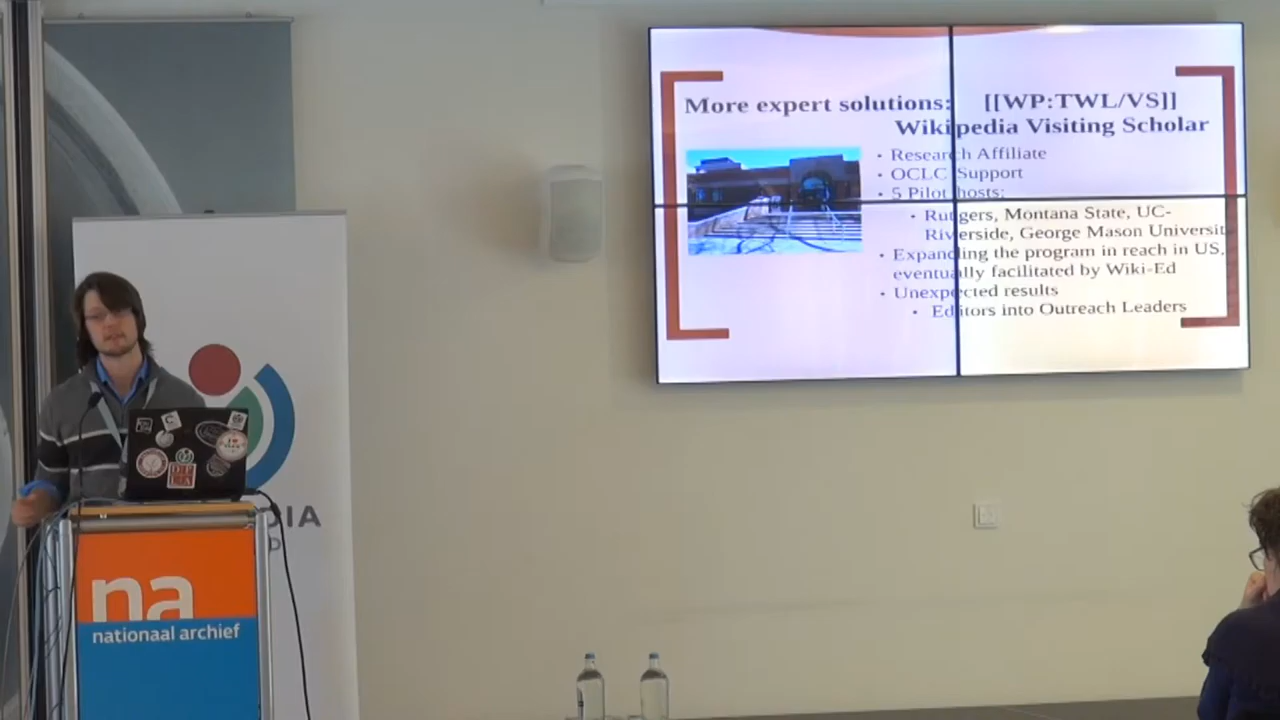 More expert solutions: [[WP:TWL/VS]]
Wikipedia Visiting Scholar
• Research Affiliate
• OCLC Support
• 5 Pilot hosts:
• Rutgers, Montana State, UC-
Riverside, George Mason Universit
• Expanding the program in reach in US,
eventually facilitated by Wiki-Ed
• Unexpected results
• Editors into Outreach Leaders
DIA
D
na
nationaal archief